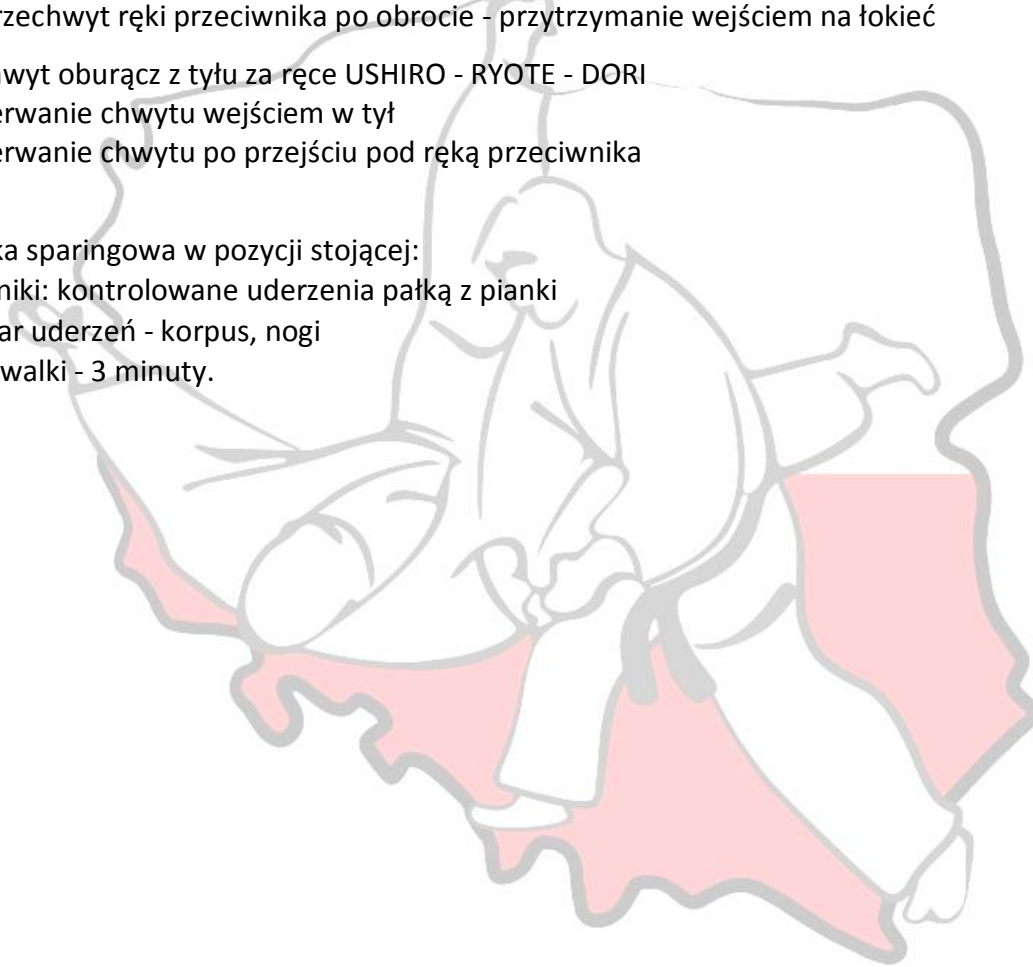 rzechwyt ręki przeciwnika po obrocie - przytrzymanie wejściem na łokieć
wyt oburącz z tyłu za ręce USHIRO - RYOTE - DORI
erwanie chwytu wejściem w tył
erwanie chwytu po przejściu pod ręką przeciwnika
ka sparingowa w pozycji stojącej:
niki: kontrolowane uderzenia pałką z pianki
ar uderzeń - korpus, nogi
walki - 3 minuty.